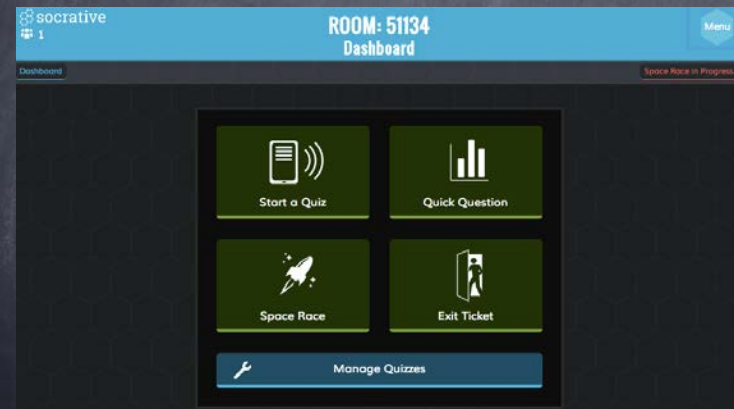 socrative
1
ROOM: 51134
Dashboard
Menu
Dashboard
Space Race in Progress
Start a Quiz
Quick Question
Space Race
Exit Ticket
Manage Quizzes